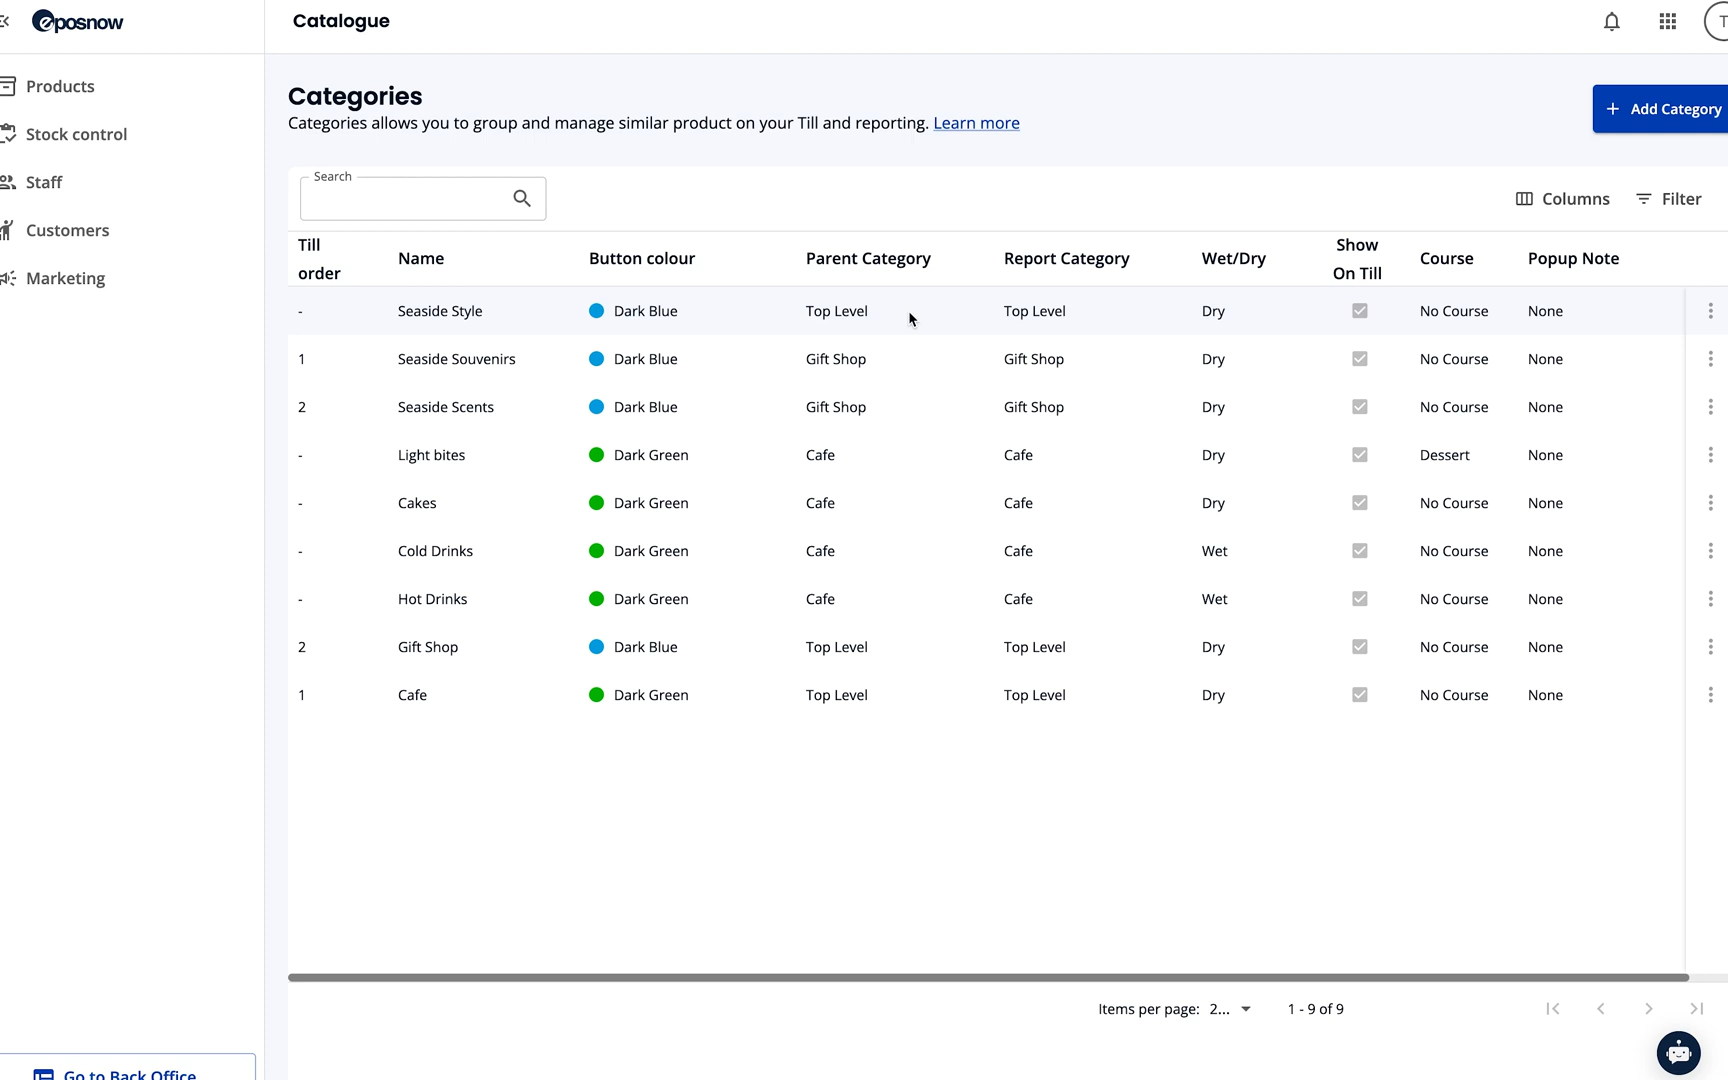 eposnow
Catalogue
Products
Stock control
Staff
Customers
Marketing
Categories
Categories allows you to group and manage similar product on your Till and reporting. Learn more
+ Add Category
Search
Columns
Filter
Till order Name Button colour Parent Category Report Category Wet/Dry Show On Till Course Popup Note
- Seaside Style Dark Blue Top Level Top Level Dry No Course None
1 Seaside Souvenirs Dark Blue Gift Shop Gift Shop Dry No Course None
2 Seaside Scents Dark Blue Gift Shop Gift Shop Dry No Course None
- Light bites Dark Green Cafe Cafe Dry Dessert None
- Cakes Dark Green Cafe Cafe Dry No Course None
- Cold Drinks Dark Green Cafe Cafe Wet No Course None
- Hot Drinks Dark Green Cafe Cafe Wet No Course None
2 Gift Shop Dark Blue Top Level Top Level Dry No Course None
1 Cafe Dark Green Top Level Top Level Dry No Course None
Items per page: 2... 1 - 9 of 9
Go to Back Office
T